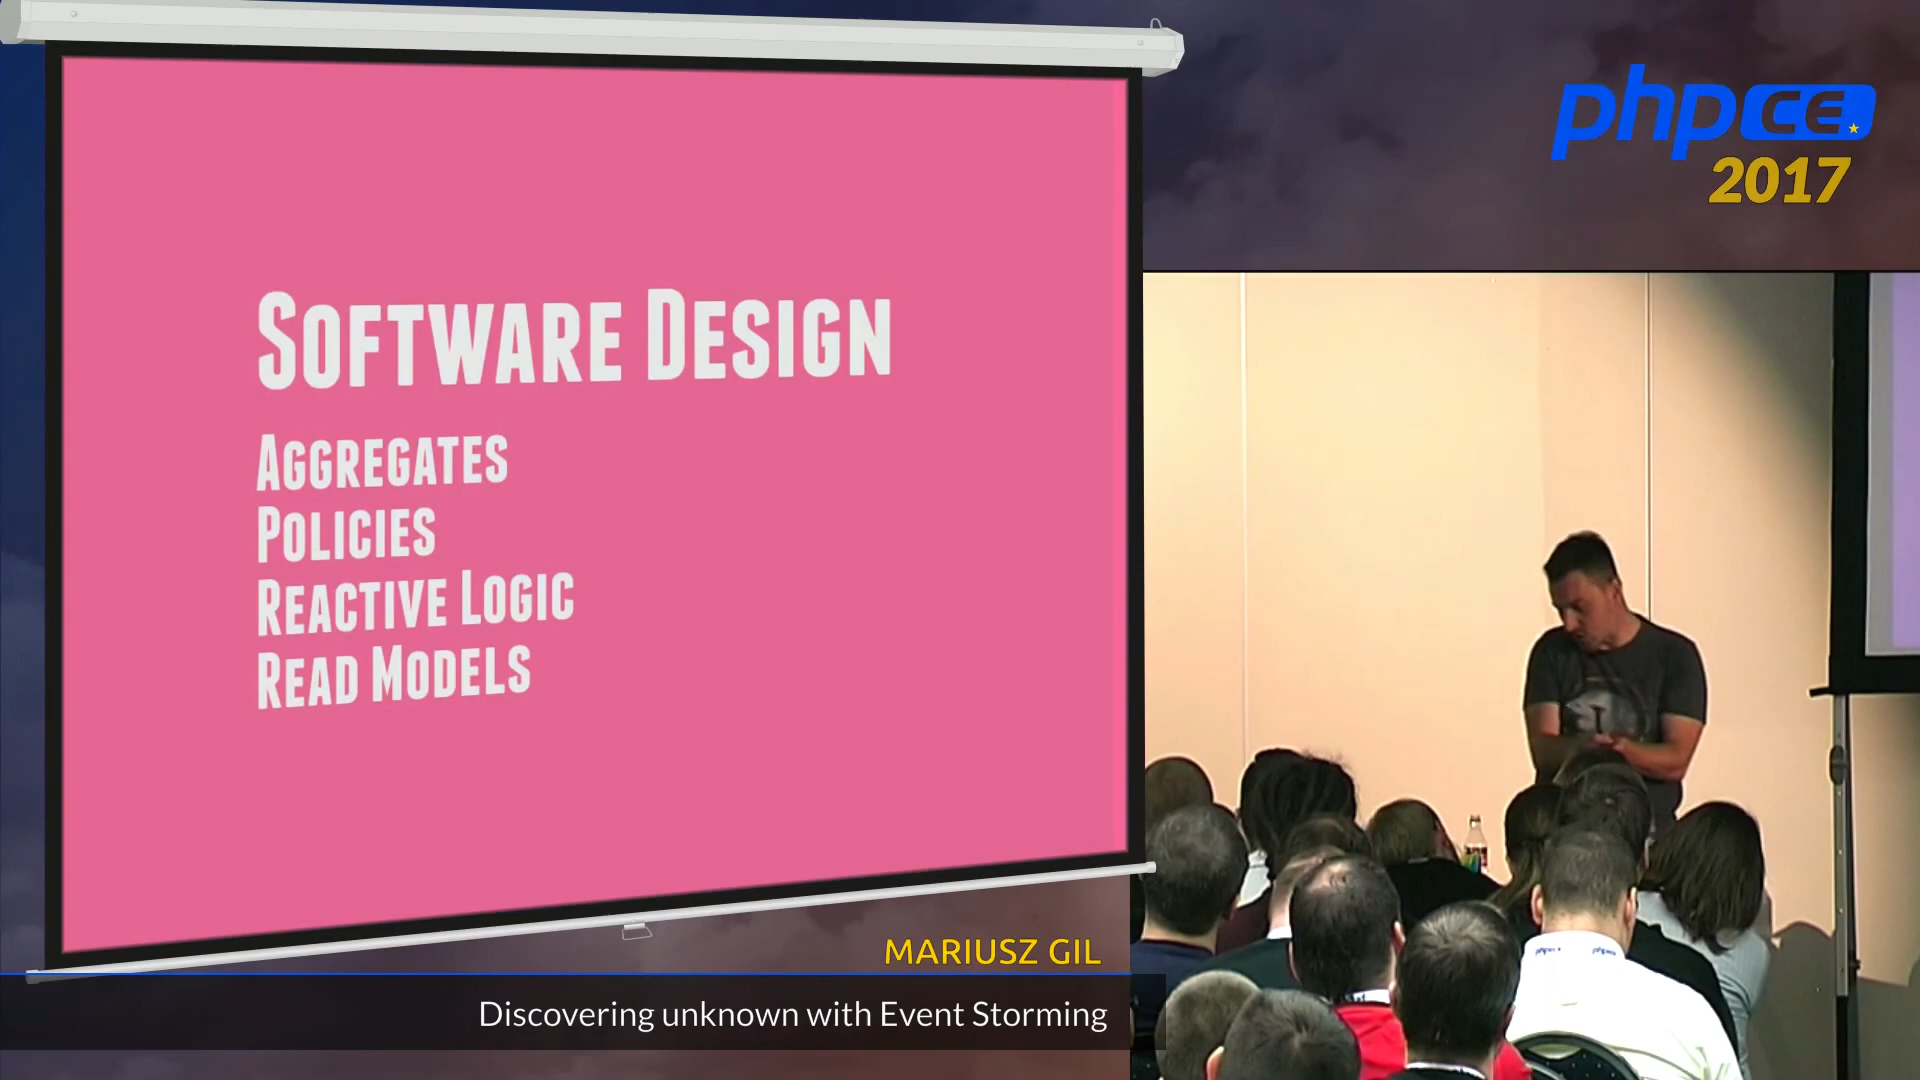 Software Design
Aggregates
Policies
Reactive Logic
Read Models
phpCE
2017
MARIUSZ GIL
Discovering unknown with Event Storming